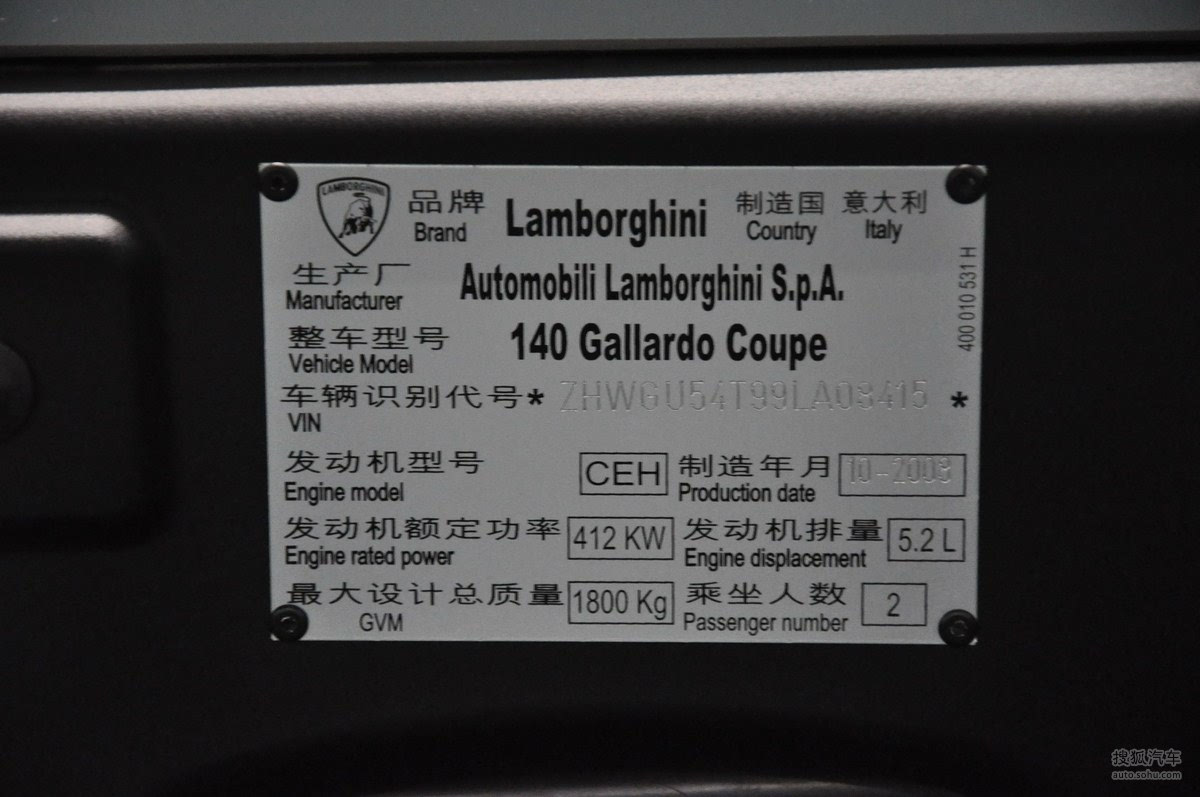 LAMBORGHINI
品牌 Lamborghini 制造国 意大利
Brand Country Italy
生产厂 Automobili Lamborghini S.p.A.
Manufacturer
整车型号 140 Gallardo Coupe
Vehicle Model
车辆识别代号* ZHWGU54T99LA08415 *
VIN
发动机型号 CEH 制造年月 10-2008
Engine model Production date
发动机额定功率 412 KW 发动机排量 5.2 L
Engine rated power Engine displacement
最大设计总质量 1800 Kg 乘坐人数 2
GVM Passenger number
400 010 531 H
搜狐汽车
auto.sohu.com